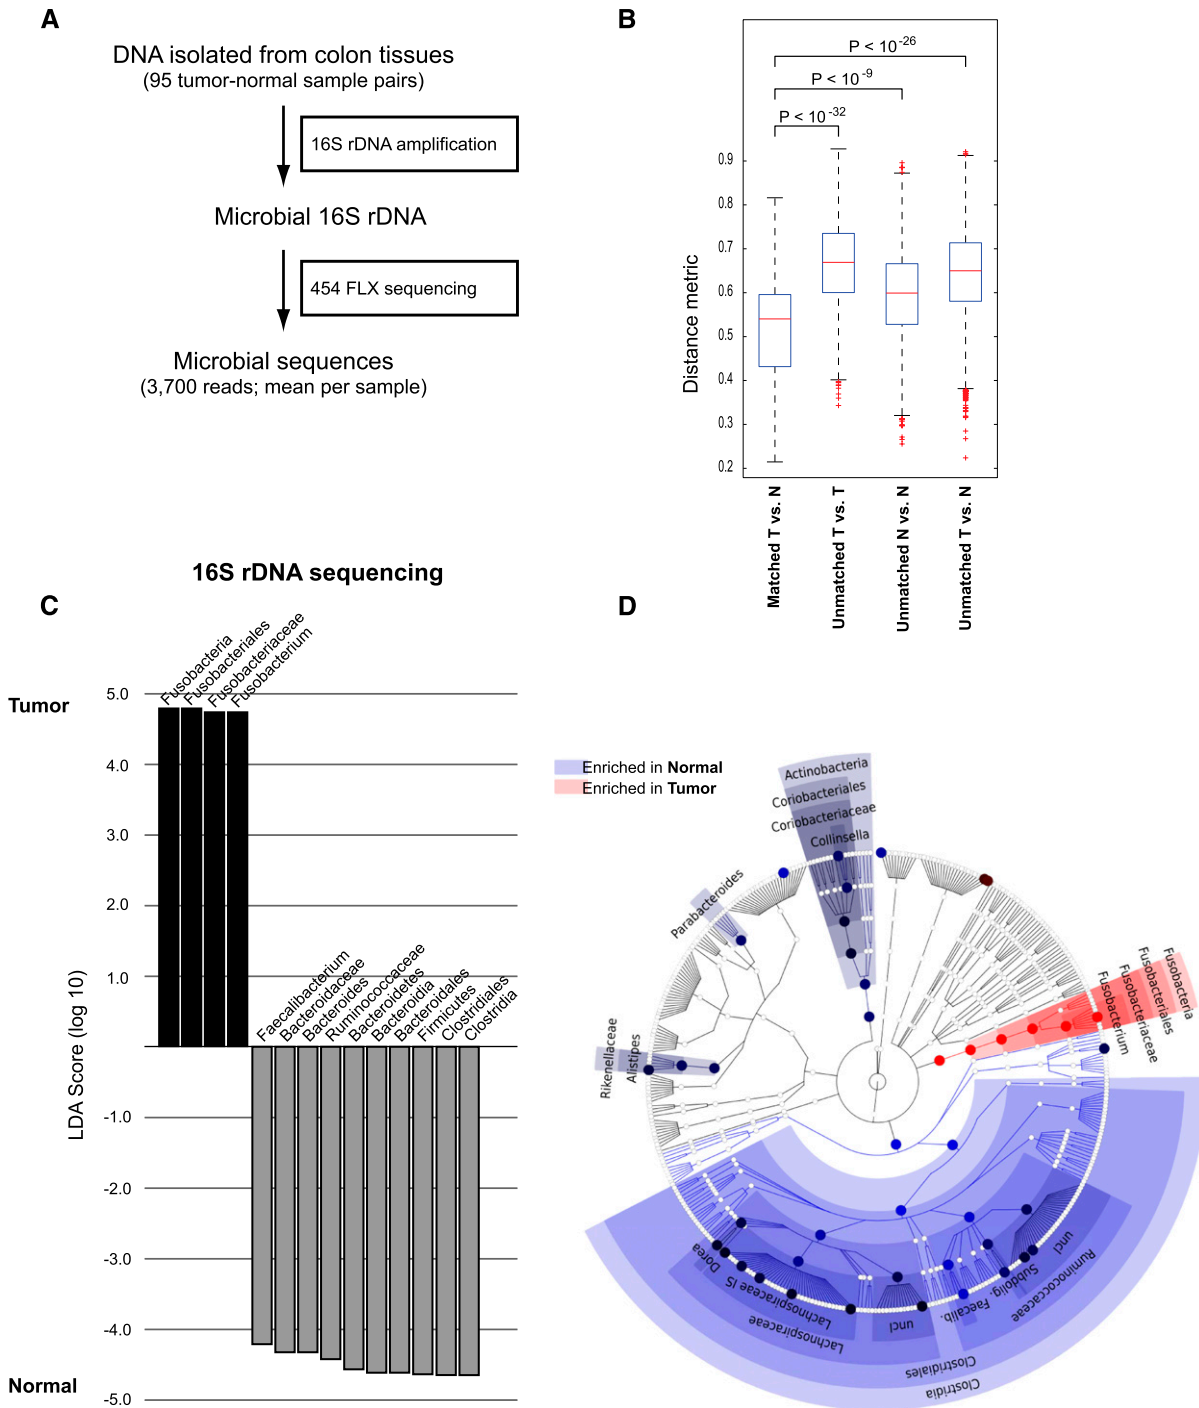 A
DNA isolated from colon tissues
(95 tumor-normal sample pairs)
16S rDNA amplification
Microbial 16S rDNA
454 FLX sequencing
Microbial sequences
(3,700 reads; mean per sample)
B
P < 10-26
P < 10-9
P < 10-32
Distance metric
0.9
0.8
0.7
0.6
0.5
0.4
0.3
0.2
Matched T vs. N
Unmatched T vs. T
Unmatched N vs. N
Unmatched T vs. N
16S rDNA sequencing
C
Tumor
Normal
LDA Score (log 10)
5.0
4.0
3.0
2.0
1.0
-1.0
-2.0
-3.0
-4.0
-5.0
Fusobacteria
Fusobacteriales
Fusobacteriaceae
Fusobacterium
Faecalibacterium
Bacteroidaceae
Bacteroides
Ruminococcaceae
Bacteroidetes
Bacteroidia
Bacteroidales
Firmicutes
Clostridiales
Clostridia
D
Enriched in Normal
Enriched in Tumor
Actinobacteria
Coriobacteriales
Coriobacteriaceae
Collinsella
Parabacteroides
Rikenellaceae
Alistipes
Fusobacterium
Fusobacteriaceae
Fusobacteriales
Fusobacteria
Dorea
Lachnospiraceae IS
Lachnospiraceae
uncl
Faecalib.
Subdolig.
uncl
Ruminococcaceae
Clostridiales
Clostridia